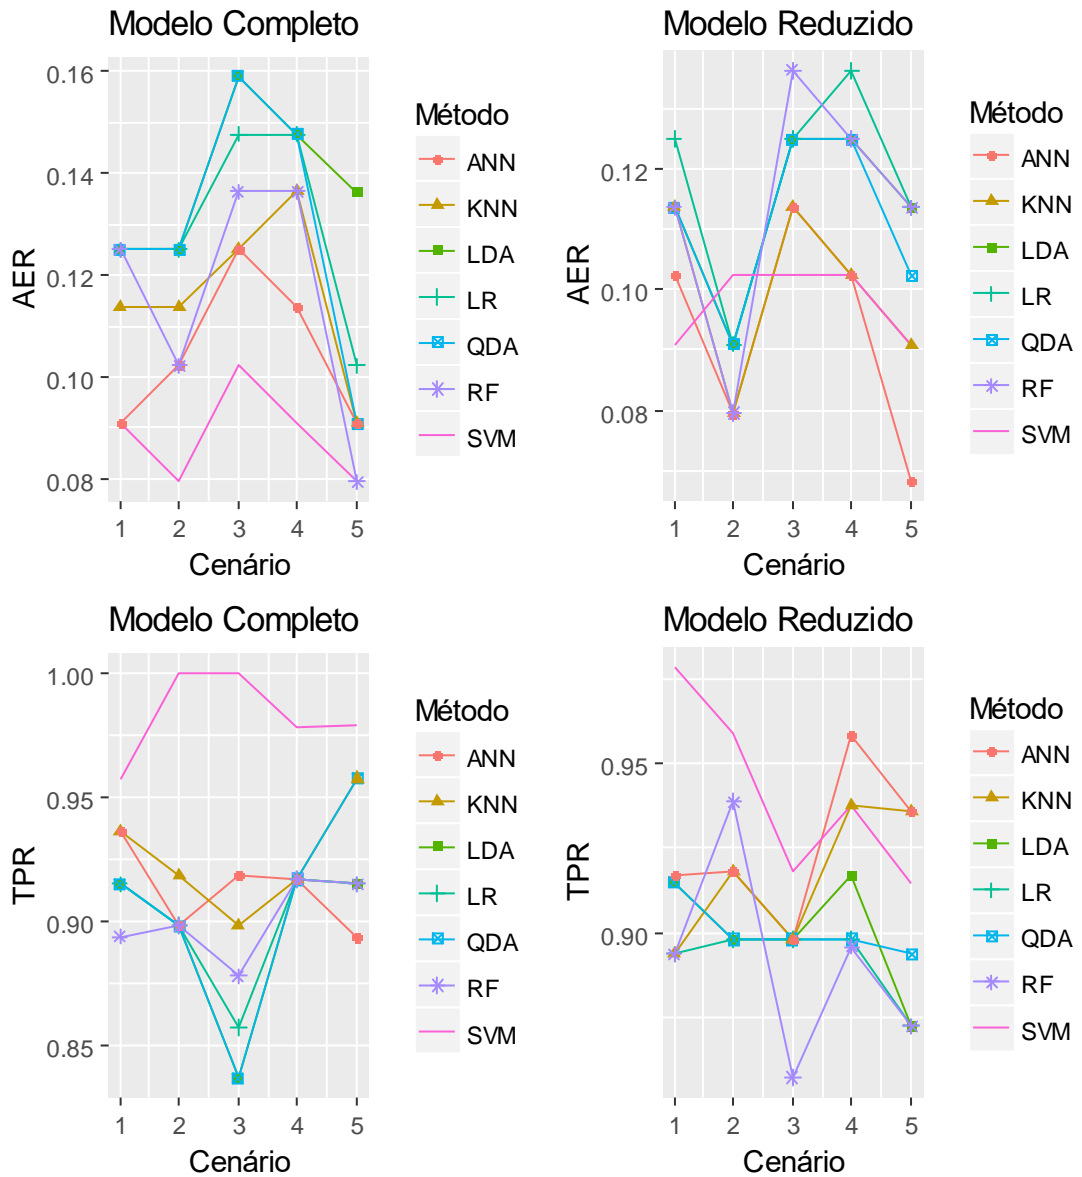 Modelo Completo
0.16
0.14
0.12
0.10
0.08
AER
1 2 3 4 5
Cenário
Método
ANN
KNN
LDA
LR
QDA
RF
SVM
Modelo Reduzido
0.12
0.10
0.08
AER
1 2 3 4 5
Cenário
Método
ANN
KNN
LDA
LR
QDA
RF
SVM
Modelo Completo
1.00
0.95
0.90
0.85
TPR
1 2 3 4 5
Cenário
Método
ANN
KNN
LDA
LR
QDA
RF
SVM
Modelo Reduzido
0.95
0.90
TPR
1 2 3 4 5
Cenário
Método
ANN
KNN
LDA
LR
QDA
RF
SVM